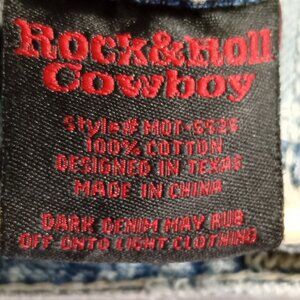 Rock&Roll
Cowboy
Style# M0T-5535
100% COTTON
DESIGNED IN TEXAS
MADE IN CHINA
DARK DENIM MAY RUB
OFF ONTO LIGHT CLOTHING